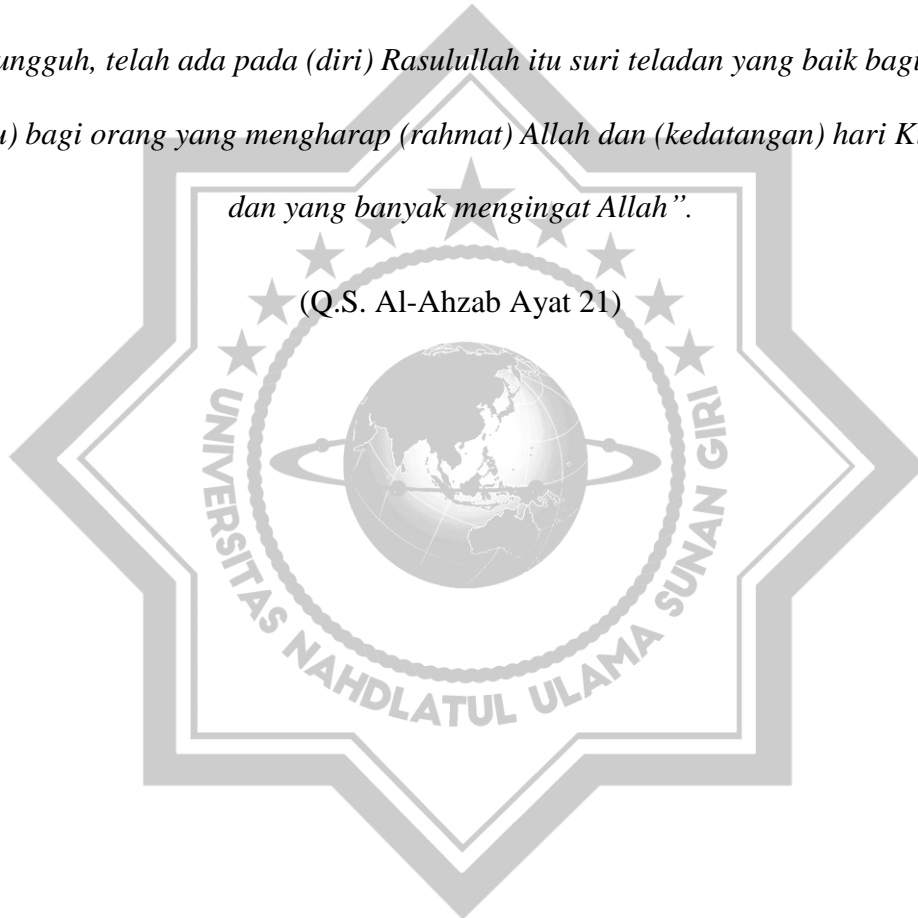 ungguh, telah ada pada (diri) Rasulullah itu suri teladan yang baik bagi
u) bagi orang yang mengharap (rahmat) Allah dan (kedatangan) hari K
dan yang banyak mengingat Allah”.
(Q.S. Al-Ahzab Ayat 21)
UNIVERSITAS NAHDLATUL ULAMA SUNAN GIRI